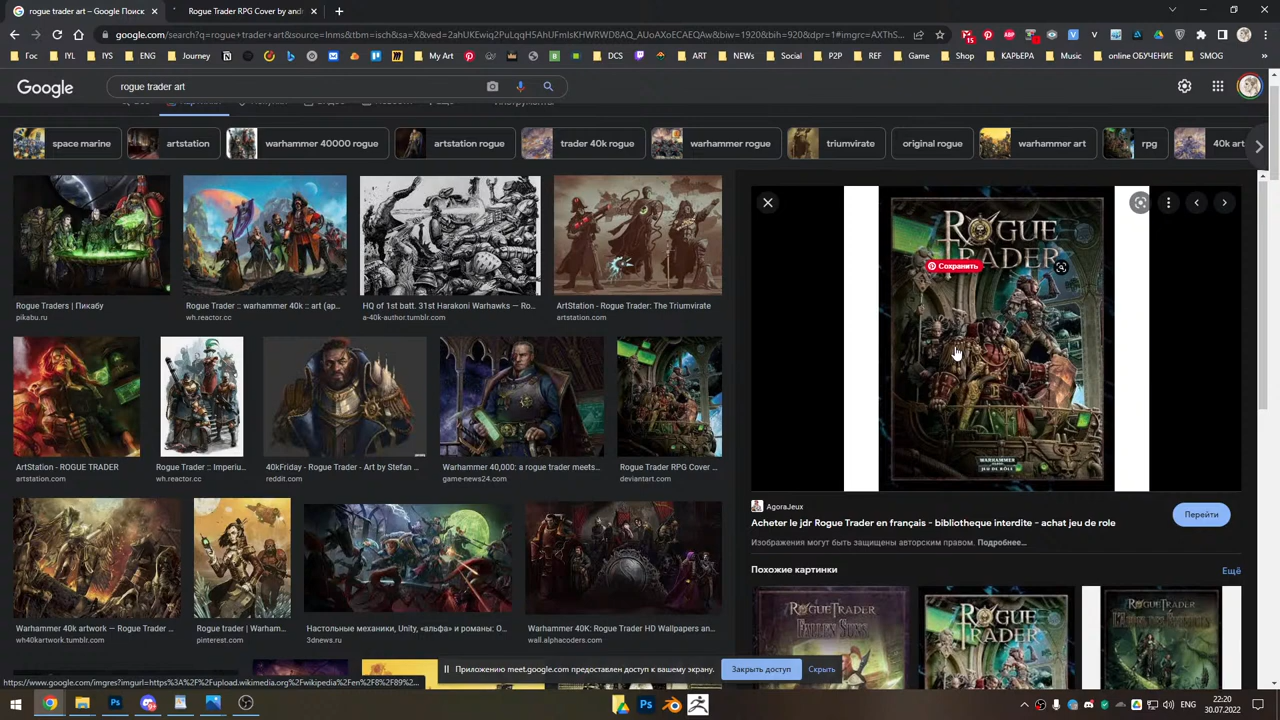 rogue trader art – Google Поиск
Rogue Trader RPG Cover by and
google.com/search?q=rogue+trader+art&source=lnms&tbm=isch&sa=X&ved=2ahUKEwiq2PuLqqH5AhUFmIsKHWRWD8AQ_AUoAXoECAEQAw&biw=1920&bih=920&dpr=1#imgrc=AXThS...
Гос
IYL
IYS
ENG
Journey
My Art
DCS
ART
NEWs
Social
P2P
REF
Game
Shop
КАРЬЕРА
Music
online ОБУЧЕНИЕ
SMOG
Google
rogue trader art
space marine
artstation
warhammer 40000 rogue
artstation rogue
trader 40k rogue
warhammer rogue
triumvirate
original rogue
warhammer art
rpg
40k art
Rogue Traders | Пикабу
pikabu.ru
Rogue Trader :: warhammer 40k :: art (ap...
wh.reactor.cc
HQ of 1st batt. 31st Harakoni Warhawks — Ro...
a-40k-author.tumblr.com
ArtStation - Rogue Trader: The Triumvirate
artstation.com
ArtStation - ROGUE TRADER
artstation.com
Rogue Trader :: Imperiu...
wh.reactor.cc
reddit.com
Warhammer 40,000: a rogue trader meets...
game-news24.com
Rogue Trader RPG Cover ...
deviantart.com
Warhammer 40k artwork — Rogue Trader ...
wh40kartwork.tumblr.com
Rogue trader | Warham...
pinterest.com
Настольные механики, Unity, «альфа» и романы: O...
3dnews.ru
Warhammer 40K: Rogue Trader HD Wallpapers an...
wall.alphacoders.com
ROGUE
TRADER
Сохранить
WARHAMMER
JEU DE RÔLE
AgoraJeux
Acheter le jdr Rogue Trader en français - bibliotheque interdite - achat jeu de role
Перейти
Изображения могут быть защищены авторским правом. Подробнее...
Похожие картинки
Ещё
ROGUE TRADER
ROGUE
TRADER
ROGUE TRADER
Приложению meet.google.com предоставлен доступ к вашему экрану.
Закрыть доступ
Скрыть
https://www.google.com/imgres?imgurl=https%3A%2F%2Fupload.wikimedia.org%2Fwikipedia%2Fen%2F8%2F89%2...
ENG
22:20
30.07.2022